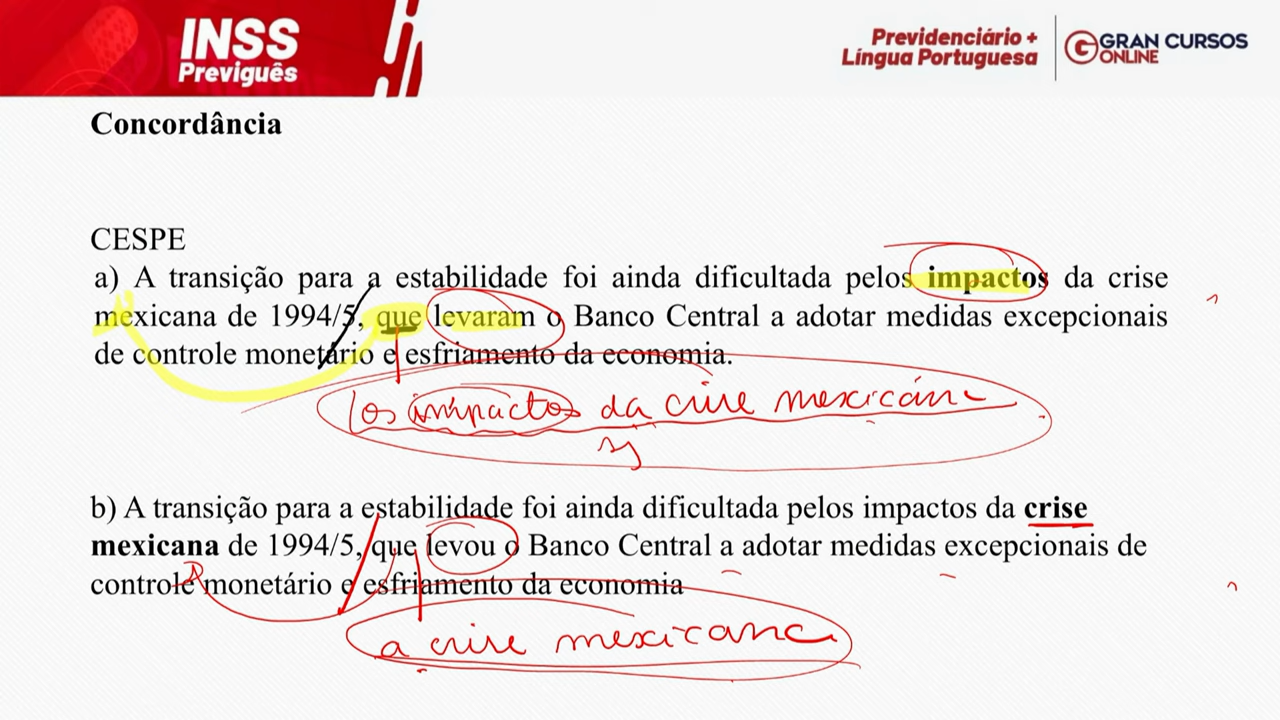 INSS
Previguês
Previdenciário +
Língua Portuguesa
GRAN CURSOS
ONLINE
Concordância
CESPE
a) A transição para a estabilidade foi ainda dificultada pelos impactos da crise
mexicana de 1994/5, que levaram o Banco Central a adotar medidas excepcionais
de controle monetário e esfriamento da economia.
os impactos da crise mexicana
b) A transição para a estabilidade foi ainda dificultada pelos impactos da crise
mexicana de 1994/5, que levou o Banco Central a adotar medidas excepcionais de
controle monetário e esfriamento da economia
a crise mexicana